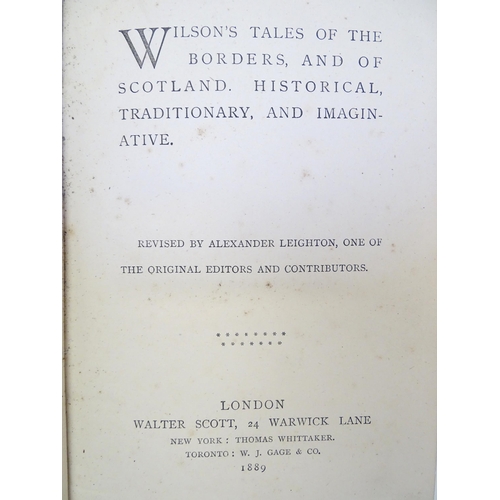 WILSON'S TALES OF THE
BORDERS, AND OF
SCOTLAND. HISTORICAL,
TRADITIONARY, AND IMAGIN-
ATIVE.
REVISED BY ALEXANDER LEIGHTON, ONE OF
THE ORIGINAL EDITORS AND CONTRIBUTORS.
LONDON
WALTER SCOTT, 24 WARWICK LANE
NEW YORK: THOMAS WHITTAKER.
TORONTO: W. J. GAGE & CO.
1889